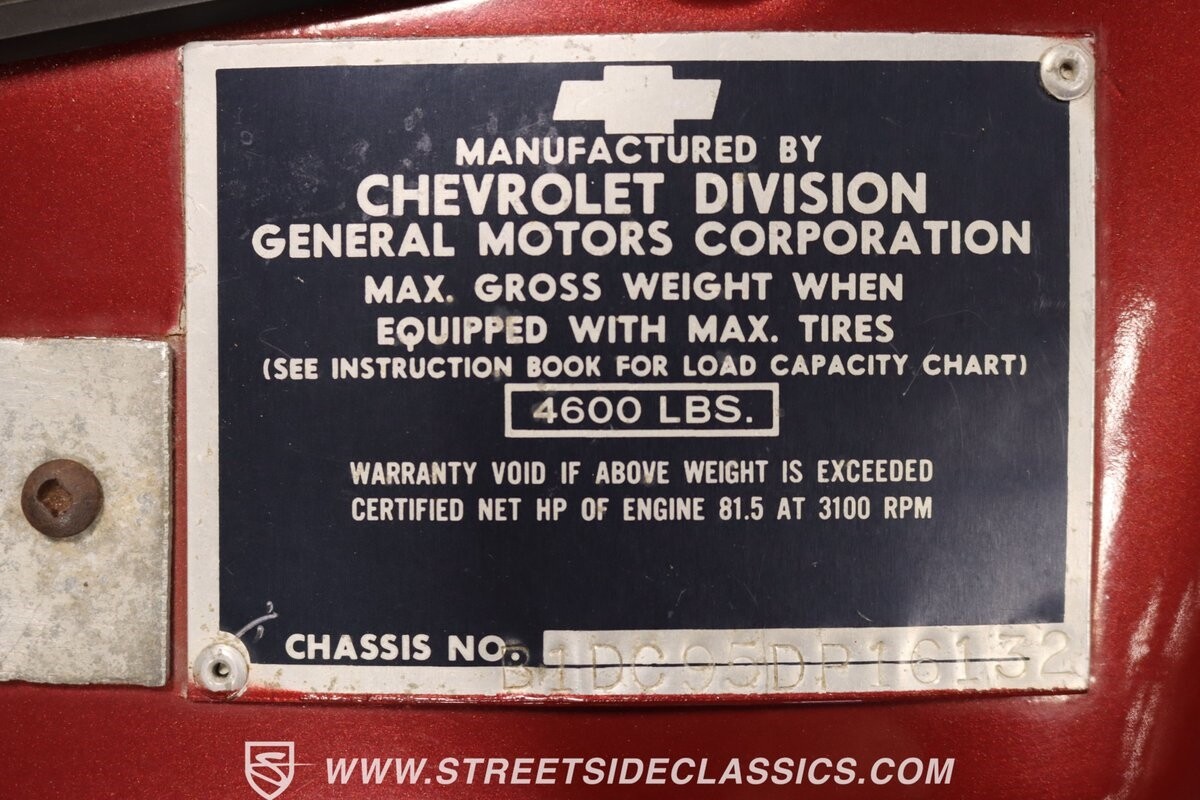 MANUFACTURED BY
CHEVROLET DIVISION
GENERAL MOTORS CORPORATION
MAX. GROSS WEIGHT WHEN
EQUIPPED WITH MAX. TIRES
(SEE INSTRUCTION BOOK FOR LOAD CAPACITY CHART)
4600 LBS.
WARRANTY VOID IF ABOVE WEIGHT IS EXCEEDED
CERTIFIED NET HP OF ENGINE 81.5 AT 3100 RPM
CHASSIS NO. B1DC95DP16132
WWW.STREETSIDECLASSICS.COM